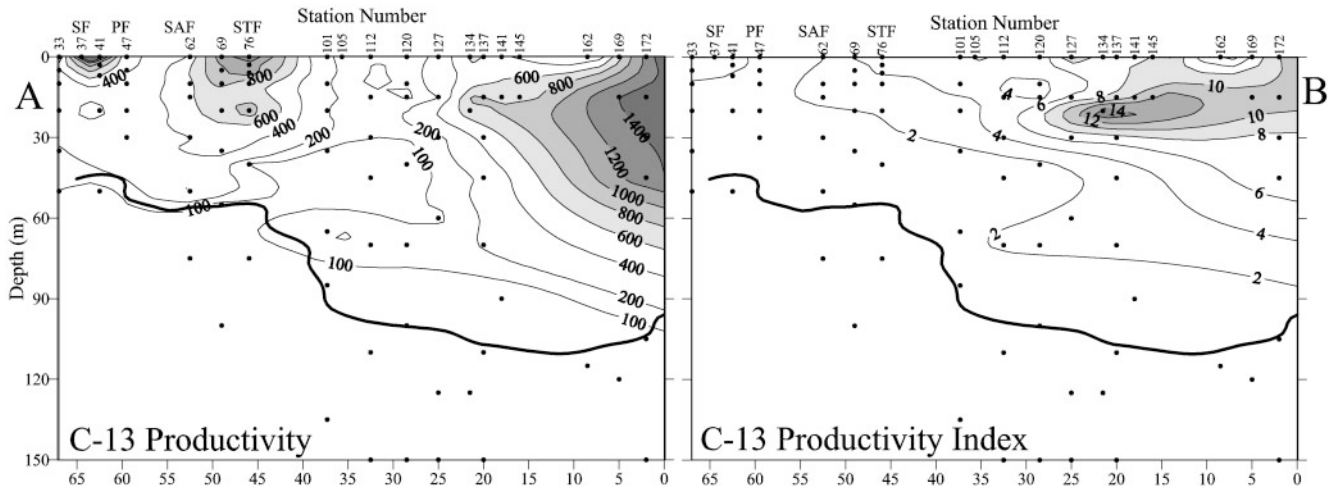 Station Number
SF PF SAF STF
33 37 41 47 62 69 76 101 105 112 120 127 134 137 141 145 162 169 172
A
0
30
60
90
120
150
Depth (m)
400 800 600 400 200 100 200 100 600 800 1400 1200 1000 800 600 400 200 100 100 100
C-13 Productivity
65 60 55 50 45 40 35 30 25 20 15 10 5 0
Station Number
SF PF SAF STF
33 37 41 47 62 69 76 101 105 112 120 127 134 137 141 145 162 169 172
B
2 4 4 6 8 12 14 10 10 8 6 4 2 2
C-13 Productivity Index
65 60 55 50 45 40 35 30 25 20 15 10 5 0